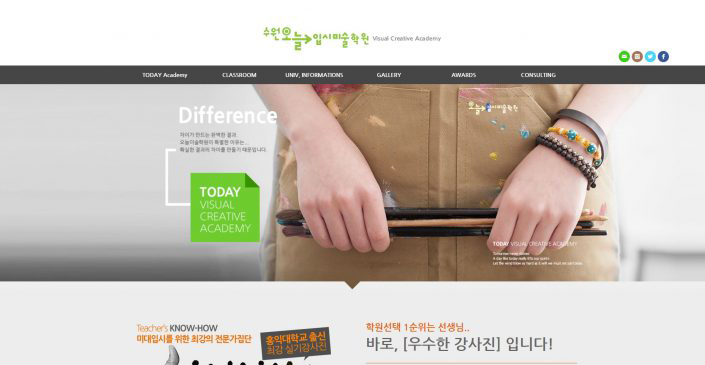 수원오늘입시미술학원 Visual Creative Academy
TODAY Academy CLASSROOM UNIV, INFORMATIONS GALLERY AWARDS CONSULTING
Difference
차이가 만드는 완벽한 결과
오늘미술학원의 특별한 이유는...
확실한 결과의 차이를 만들기 때문입니다.
TODAY
VISUAL
CREATIVE
ACADEMY
오늘입시미술학원
TODAY VISUAL CREATIVE ACADEMY
Teacher's KNOW-HOW
미대입시를 위한 최강의 전문가집단
홍익대학교 출신
최강 실기강사진
학원선택 1순위는 선생님..
바로, [우수한 강사진] 입니다!